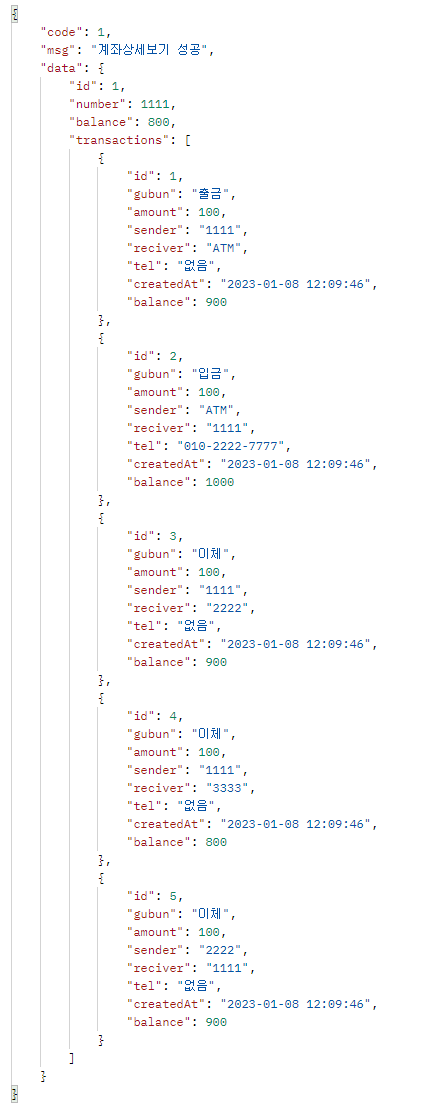 {
    "code": 1,
    "msg": "계좌상세보기 성공",
    "data": {
        "id": 1,
        "number": 1111,
        "balance": 800,
        "transactions": [
            {
                "id": 1,
                "gubun": "출금",
                "amount": 100,
                "sender": "1111",
                "reciver": "ATM",
                "tel": "없음",
                "createdAt": "2023-01-08 12:09:46",
                "balance": 900
            },
            {
                "id": 2,
                "gubun": "입금",
                "amount": 100,
                "sender": "ATM",
                "reciver": "1111",
                "tel": "010-2222-7777",
                "createdAt": "2023-01-08 12:09:46",
                "balance": 1000
            },
            {
                "id": 3,
                "gubun": "이체",
                "amount": 100,
                "sender": "1111",
                "reciver": "2222",
                "tel": "없음",
                "createdAt": "2023-01-08 12:09:46",
                "balance": 900
            },
            {
                "id": 4,
                "gubun": "이체",
                "amount": 100,
                "sender": "1111",
                "reciver": "3333",
                "tel": "없음",
                "createdAt": "2023-01-08 12:09:46",
                "balance": 800
            },
            {
                "id": 5,
                "gubun": "이체",
                "amount": 100,
                "sender": "2222",
                "reciver": "1111",
                "tel": "없음",
                "createdAt": "2023-01-08 12:09:46",
                "balance": 900
            }
        ]
    }
}